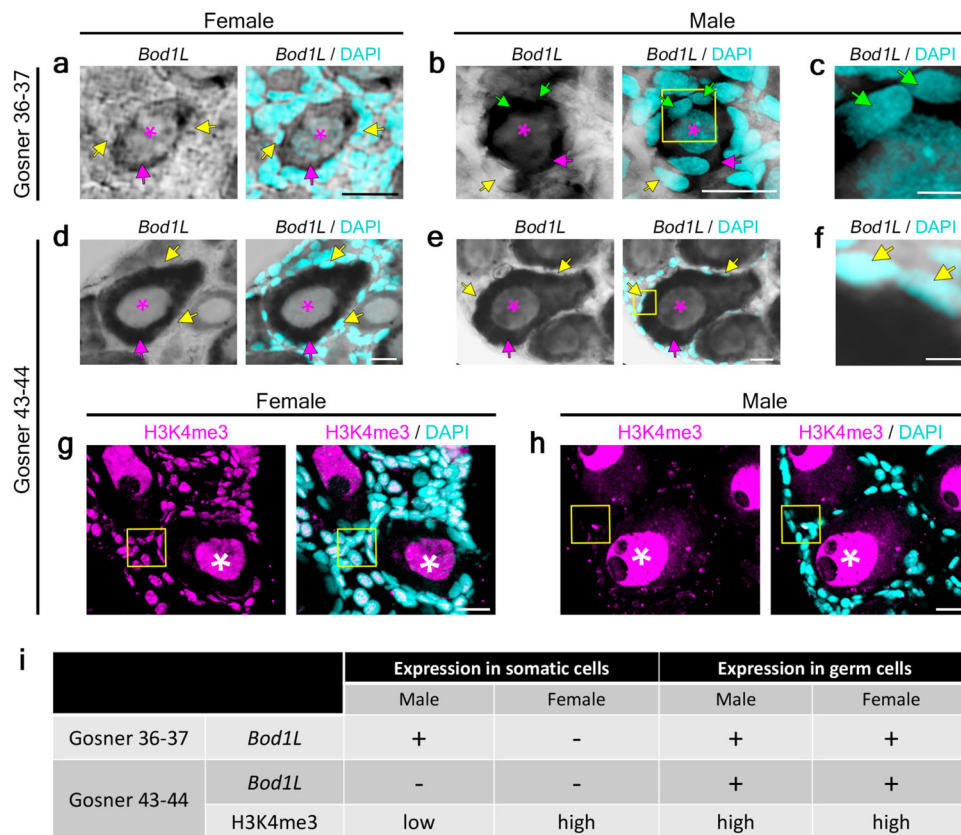 Female
Male
Gosner 36-37
a
Bod1L
Bod1L / DAPI
b
Bod1L
Bod1L / DAPI
c
Bod1L / DAPI
Gosner 43-44
d
Bod1L
Bod1L / DAPI
e
Bod1L
Bod1L / DAPI
f
Bod1L / DAPI
Female
Male
g
H3K4me3
H3K4me3 / DAPI
h
H3K4me3
H3K4me3 / DAPI
i
Expression in somatic cells Expression in germ cells
Male Female Male Female
Gosner 36-37 Bod1L + - + +
Gosner 43-44 Bod1L - - + +
H3K4me3 low high high high